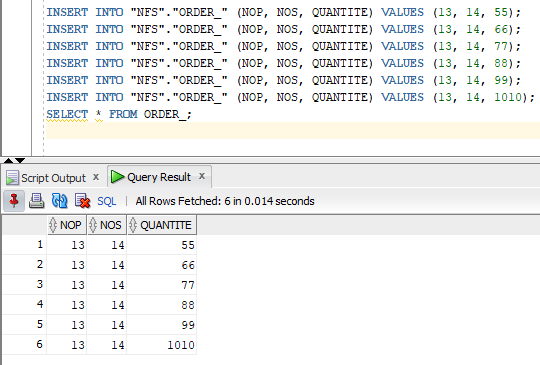 INSERT INTO "NFS"."ORDER_" (NOP, NOS, QUANTITE) VALUES (13, 14, 55);
INSERT INTO "NFS"."ORDER_" (NOP, NOS, QUANTITE) VALUES (13, 14, 66);
INSERT INTO "NFS"."ORDER_" (NOP, NOS, QUANTITE) VALUES (13, 14, 77);
INSERT INTO "NFS"."ORDER_" (NOP, NOS, QUANTITE) VALUES (13, 14, 88);
INSERT INTO "NFS"."ORDER_" (NOP, NOS, QUANTITE) VALUES (13, 14, 99);
INSERT INTO "NFS"."ORDER_" (NOP, NOS, QUANTITE) VALUES (13, 14, 1010);
SELECT * FROM ORDER_;
Script Output x Query Result x
SQL | All Rows Fetched: 6 in 0.014 seconds
NOP NOS QUANTITE
1 13 14 55
2 13 14 66
3 13 14 77
4 13 14 88
5 13 14 99
6 13 14 1010